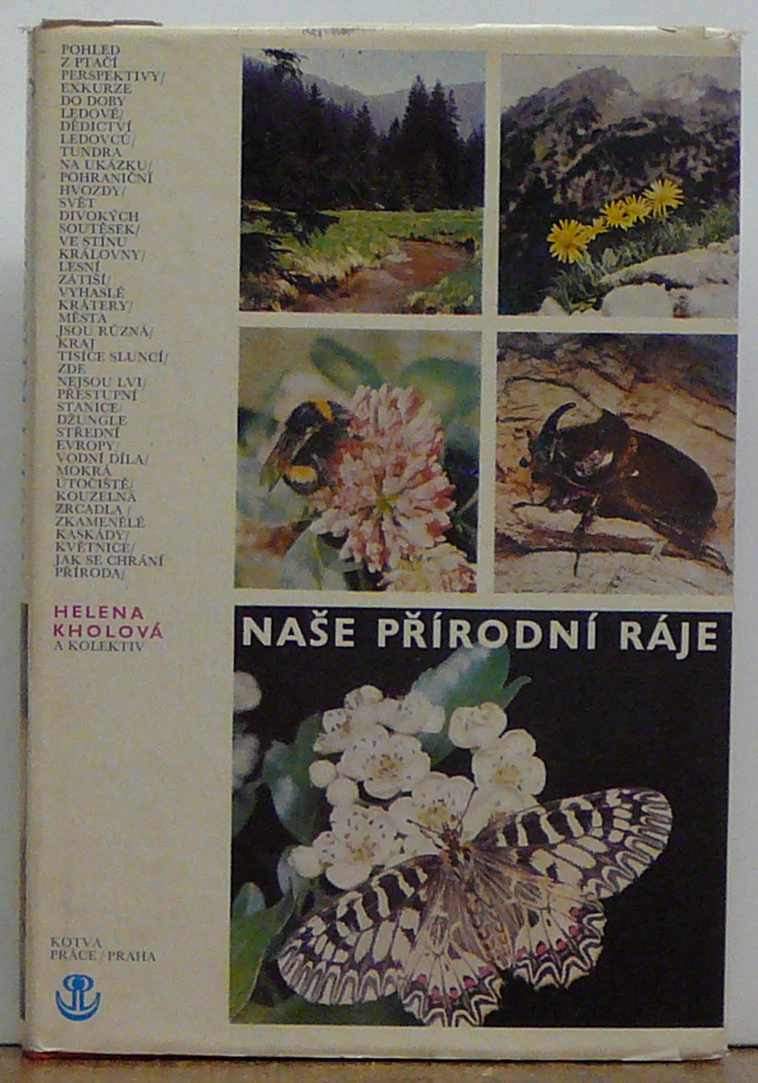 POHLED
Z PTAČÍ
PERSPEKTIVY/
EXKURZE
DO DOBY
LEDOVÉ/
DĚDICTVÍ
LEDOVCŮ/
TUNDRA
NA UKÁZKU/
POHRANIČNÍ
HVOZDY/
SVĚT
DIVOKÝCH
SOUTĚSEK/
VE STÍNU
KRÁLOVNY/
LESNÍ
ZÁTIŠÍ/
VYHASLÉ
KRÁTERY/
MĚSTA
JSOU RŮZNÁ/
KRAJ
TISÍCE SLUNCÍ/
ZDE
NEJSOU LVI/
PŘESTUPNÍ
STANICE/
DŽUNGLE
STŘEDNÍ
EVROPY/
VODNÍ DÍLA/
MOKRÁ
ÚTOČIŠTĚ/
KOUZELNÁ
ZRCADLA/
ZKAMENĚLÉ
KASKÁDY/
KVĚTNICE/
JAK SE CHRÁNÍ
PŘÍRODA/
HELENA
KHOLOVÁ
A KOLEKTIV
NAŠE PŘÍRODNÍ RÁJE
KOTVA
PRÁCE/PRAHA